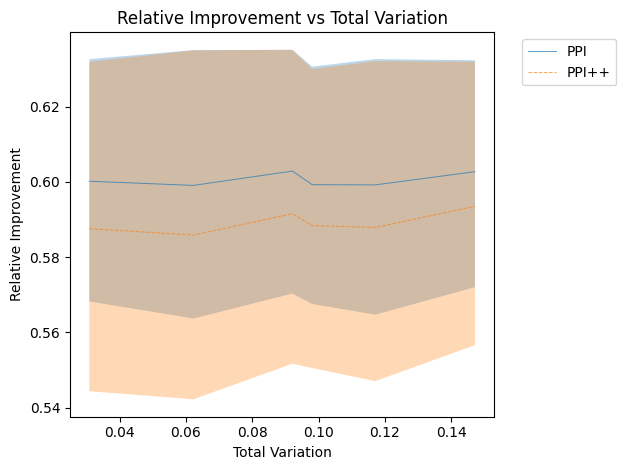 Relative Improvement vs Total Variation
PPI
PPI++
Relative Improvement
0.62
0.60
0.58
0.56
0.54
0.04 0.06 0.08 0.10 0.12 0.14
Total Variation